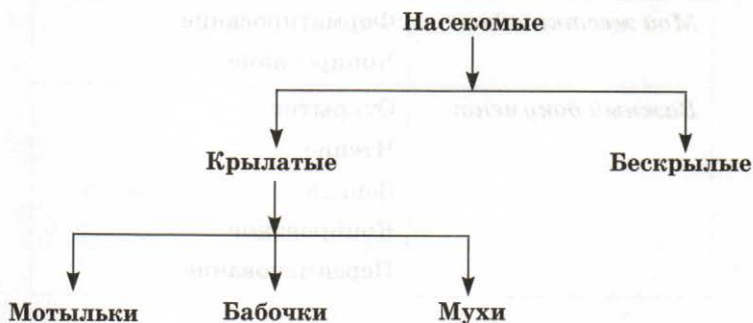 Насекомые
Крылатые Бескрылые
Мотыльки Бабочки Мухи